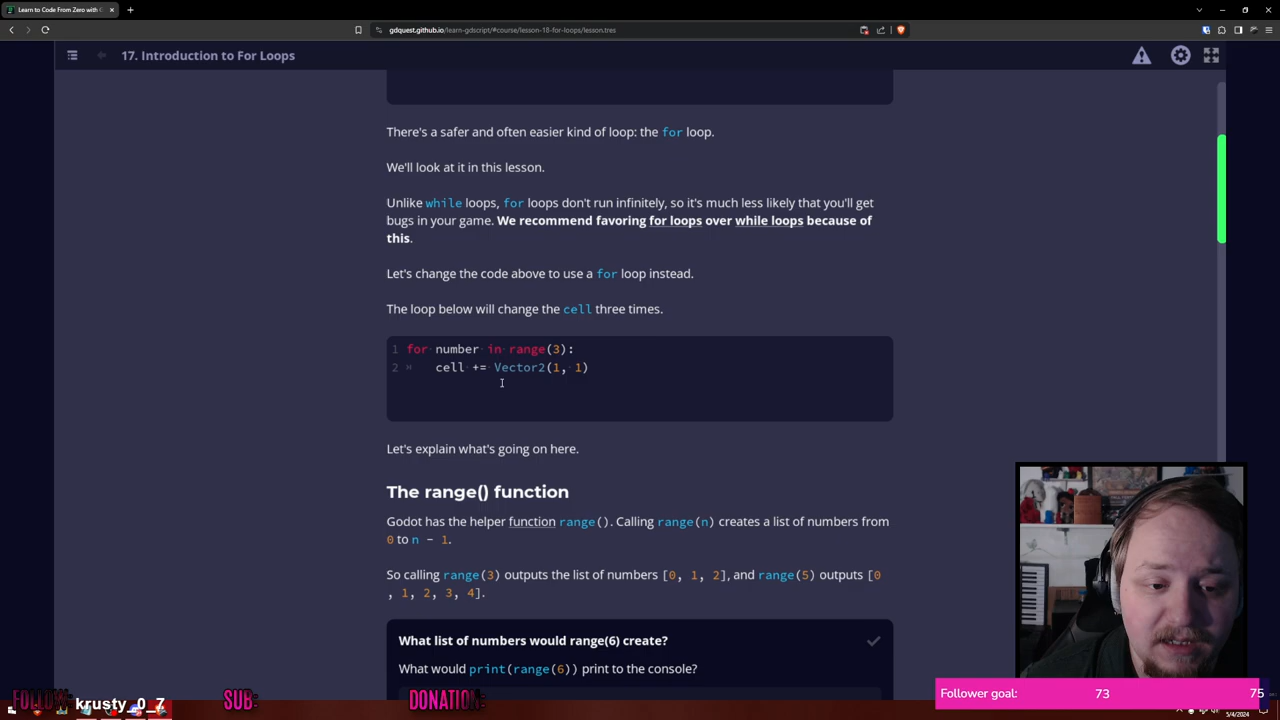 Learn to Code From Zero with
gdquest.github.io/learn-gdscript/#course/lesson-18-for-loops/lesson.tres
17. Introduction to For Loops
There's a safer and often easier kind of loop: the for loop.
We'll look at it in this lesson.
Unlike while loops, for loops don't run infinitely, so it's much less likely that you'll get
bugs in your game. We recommend favoring for loops over while loops because of
this.
Let's change the code above to use a for loop instead.
The loop below will change the cell three times.
1 for number in range(3):
2 cell += Vector2(1, 1)
Let's explain what's going on here.
The range() function
Godot has the helper function range(). Calling range(n) creates a list of numbers from
0 to n - 1.
So calling range(3) outputs the list of numbers [0, 1, 2], and range(5) outputs [0
, 1, 2, 3, 4].
What list of numbers would range(6) create?
What would print(range(6)) print to the console?
FOLLOW: krusty_0_7 SUB: DONATION:
Follower goal: 73 75
5/4/2024